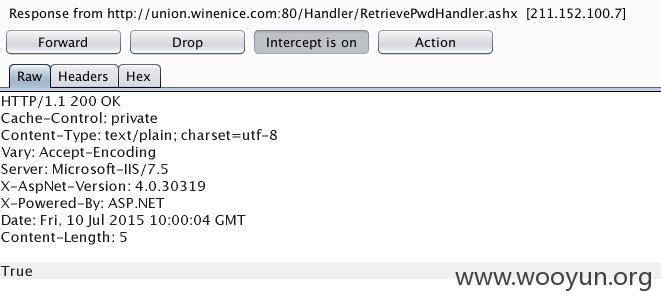 Response from http://union.winenice.com:80/Handler/RetrievePwdHandler.ashx [211.152.100.7]
Forward Drop Intercept is on Action
Raw Headers Hex
HTTP/1.1 200 OK
Cache-Control: private
Content-Type: text/plain; charset=utf-8
Vary: Accept-Encoding
Server: Microsoft-IIS/7.5
X-AspNet-Version: 4.0.30319
X-Powered-By: ASP.NET
Date: Fri, 10 Jul 2015 10:00:04 GMT
Content-Length: 5
True
www.wooyun.org